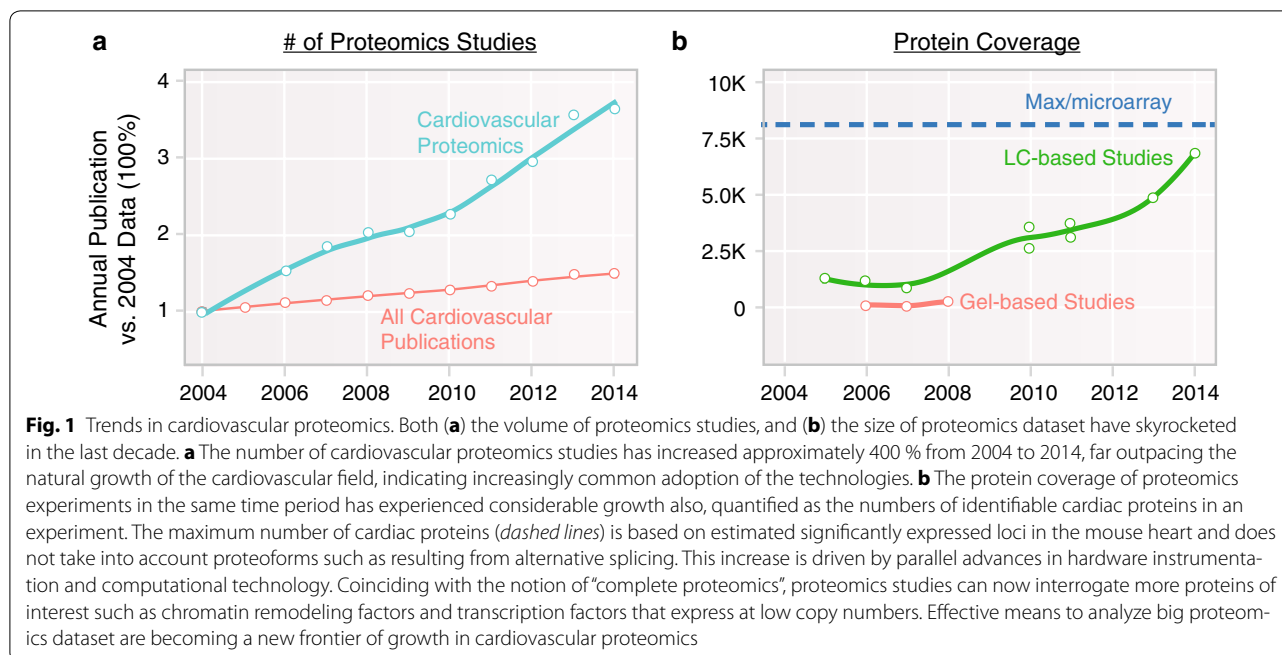 a # of Proteomics Studies
4
3
2
1
Annual Publication
vs. 2004 Data (100%)
Cardiovascular
Proteomics
All Cardiovascular
Publications
2004 2006 2008 2010 2012 2014
b Protein Coverage
10K
7.5K
5.0K
2.5K
0
Max/microarray
LC-based Studies
Gel-based Studies
2004 2006 2008 2010 2012 2014
Fig. 1 Trends in cardiovascular proteomics. Both (a) the volume of proteomics studies, and (b) the size of proteomics dataset have skyrocketed
in the last decade. a The number of cardiovascular proteomics studies has increased approximately 400 % from 2004 to 2014, far outpacing the
natural growth of the cardiovascular field, indicating increasingly common adoption of the technologies. b The protein coverage of proteomics
experiments in the same time period has experienced considerable growth also, quantified as the numbers of identifiable cardiac proteins in an
experiment. The maximum number of cardiac proteins (dashed lines) is based on estimated significantly expressed loci in the mouse heart and does
not take into account proteoforms such as resulting from alternative splicing. This increase is driven by parallel advances in hardware instrumenta-
tion and computational technology. Coinciding with the notion of “complete proteomics”, proteomics studies can now interrogate more proteins of
interest such as chromatin remodeling factors and transcription factors that express at low copy numbers. Effective means to analyze big proteom-
ics dataset are becoming a new frontier of growth in cardiovascular proteomics